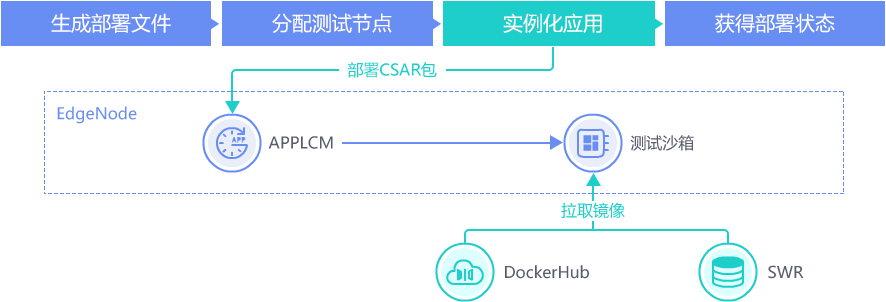 生成部署文件
分配测试节点
实例化应用
获得部署状态
部署CSAR包
EdgeNode
APP
APPLCM
测试沙箱
拉取镜像
DockerHub
SWR